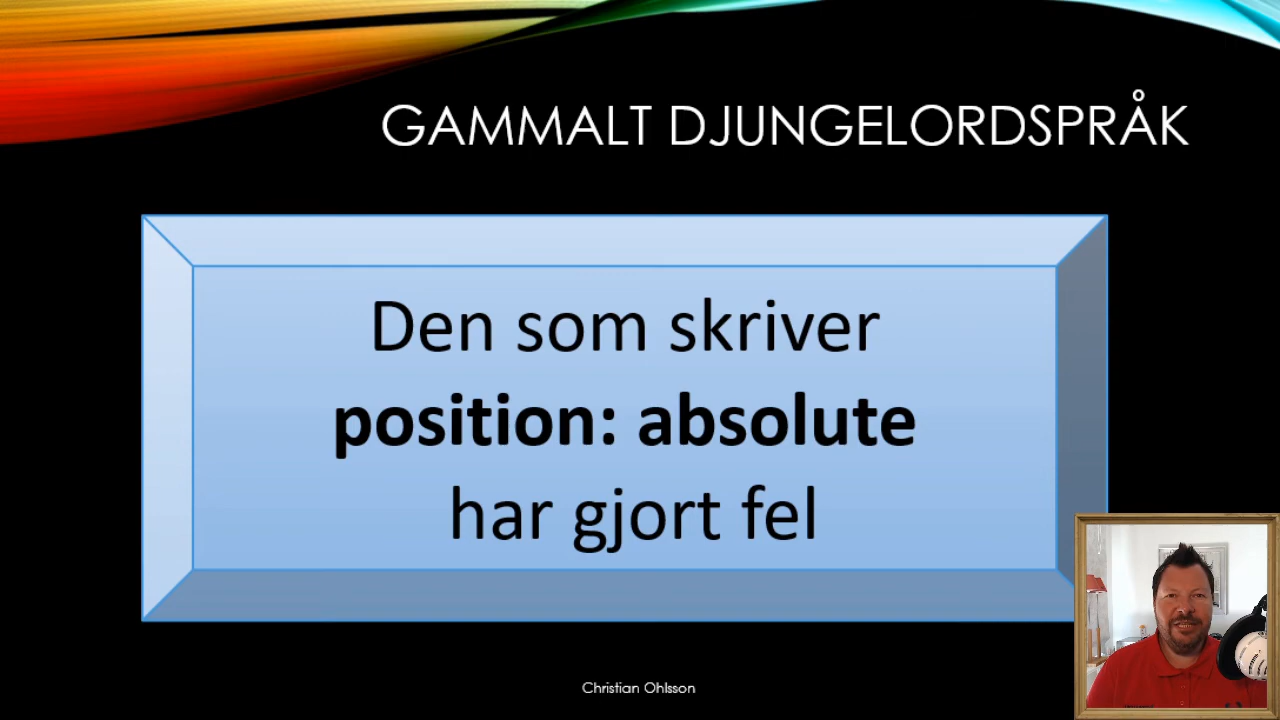 GAMMALT DJUNGELORDSPRÅK
Den som skriver
position: absolute
har gjort fel
Christian Ohlsson